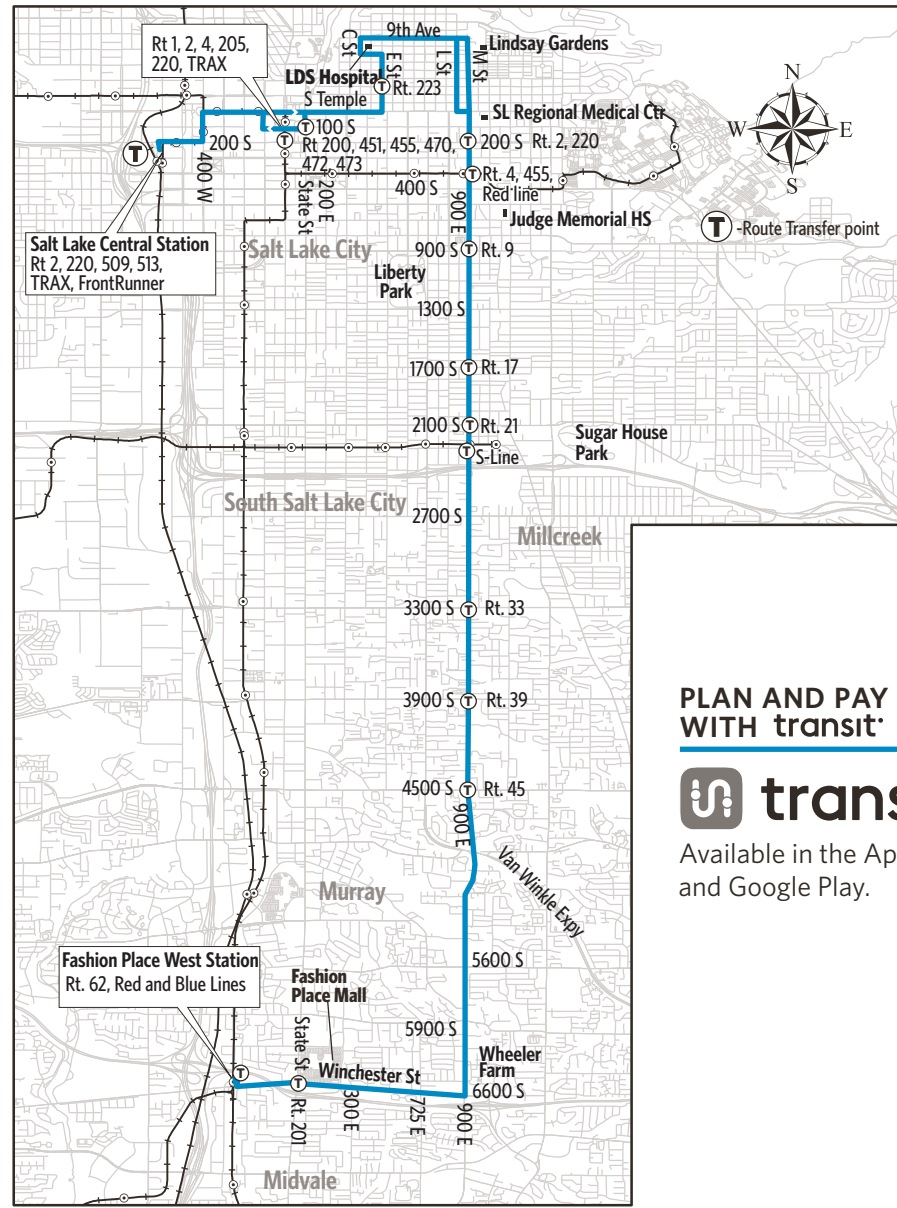 Rt 1, 2, 4, 205,
220, TRAX
9th Ave
C St
E St
L St
M St
Lindsay Gardens
LDS Hospital
Rt. 223
S Temple
SL Regional Medical Ctr
N
W
E
S
100 S
200 S
Rt 200, 451, 455, 470,
472, 473
200 S
Rt. 2, 220
T
400 W
State St
200 E
400 S
900 E
Rt. 4, 455,
Red line
Judge Memorial HS
T
-Route Transfer point
Salt Lake Central Station
Rt 2, 220, 509, 513,
TRAX, FrontRunner
Salt Lake City
900 S
T
Rt. 9
Liberty
Park
1300 S
1700 S
T
Rt. 17
2100 S
T
Rt. 21
S-Line
Sugar House
Park
South Salt Lake City
2700 S
Millcreek
3300 S
T
Rt. 33
3900 S
T
Rt. 39
4500 S
T
Rt. 45
900 E
Van Winkle Expy
PLAN AND PAY
WITH transit
trans
Available in the Ap
and Google Play.
Murray
Fashion Place West Station
Rt. 62, Red and Blue Lines
5600 S
Fashion
Place Mall
5900 S
State St
Winchester St
Wheeler
Farm
6600 S
T
T
Rt. 201
300 E
725 E
900 E
Midvale